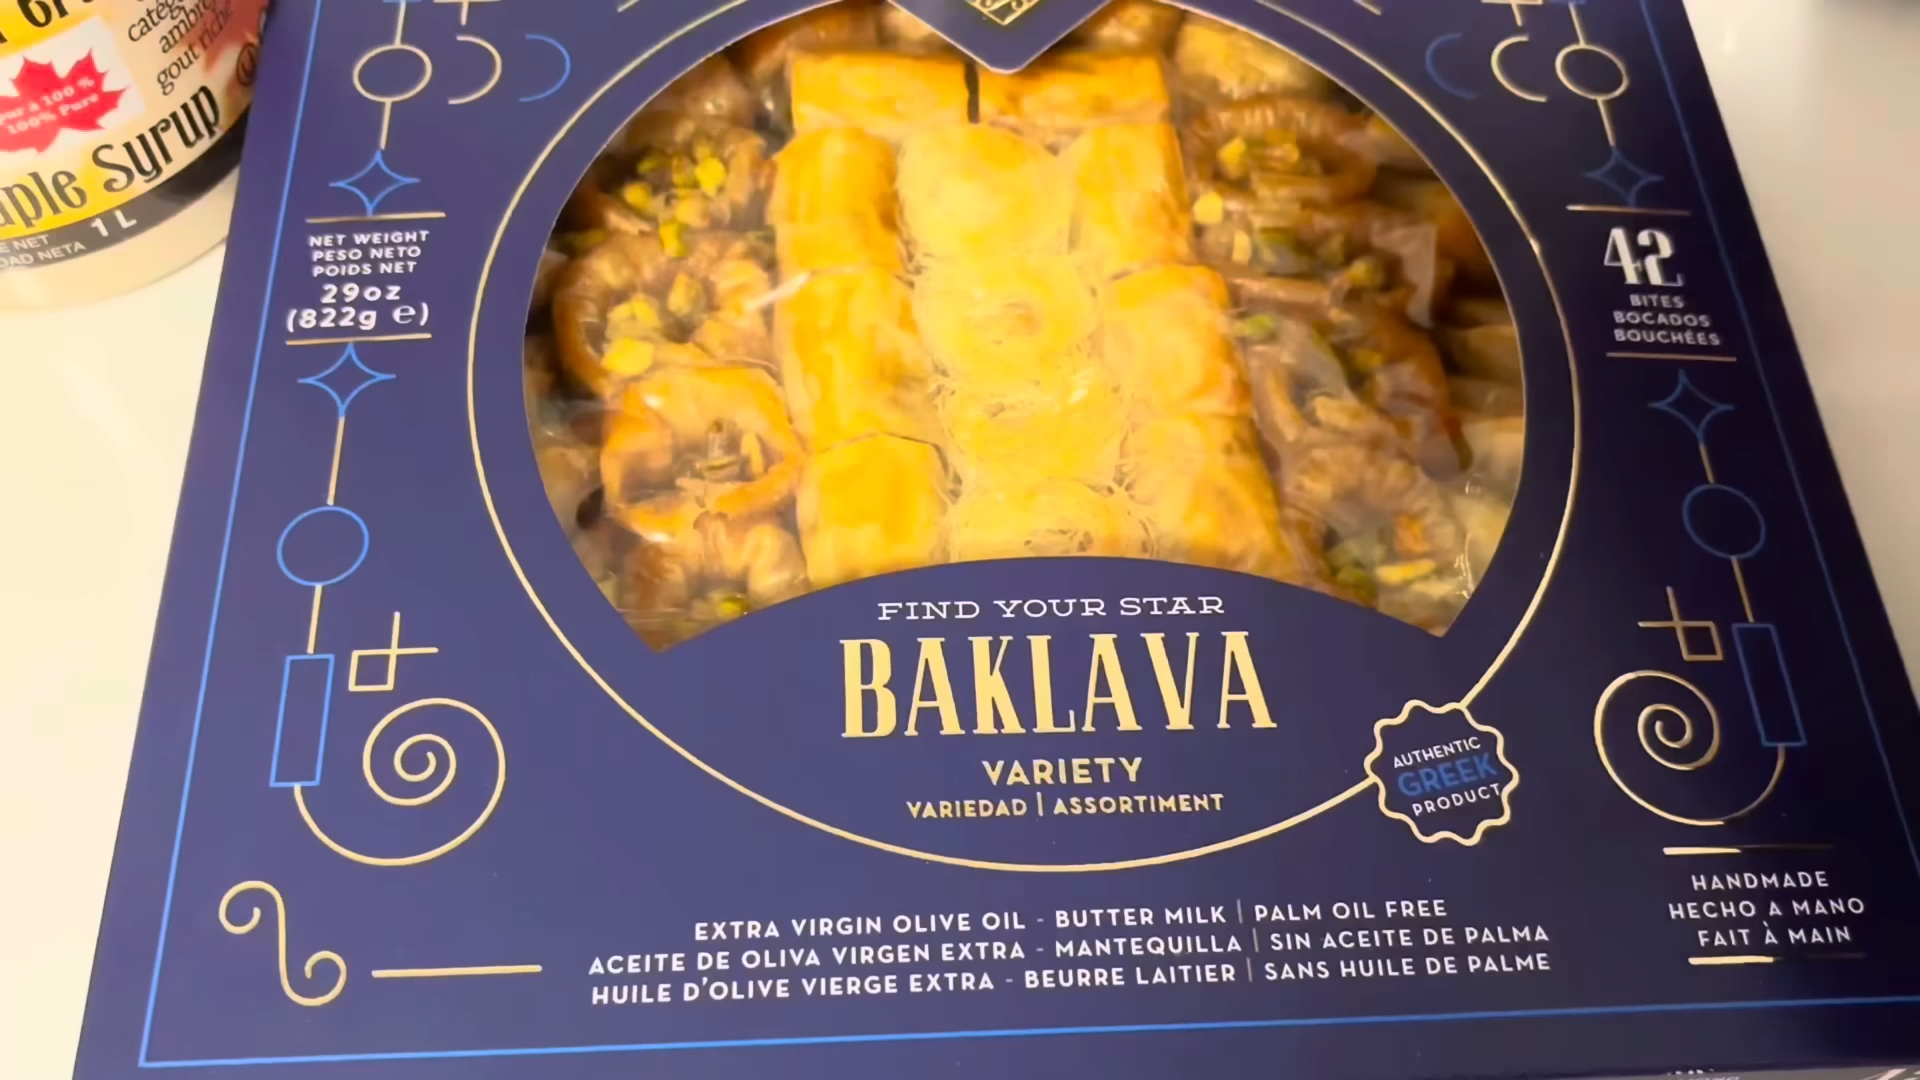 catég
ambr
goût riche
pur à 100 %
100% Pure
Syrup
1 L
E NET
NETA
NET WEIGHT
PESO NETO
POIDS NET
29oz
(822g e)
42
BITES
BOCADOS
BOUCHÉES
FIND YOUR STAR
BAKLAVA
VARIETY
VARIEDAD | ASSORTIMENT
AUTHENTIC
GREEK
PRODUCT
HANDMADE
HECHO A MANO
FAIT À MAIN
EXTRA VIRGIN OLIVE OIL - BUTTER MILK | PALM OIL FREE
ACEITE DE OLIVA VIRGEN EXTRA - MANTEQUILLA | SIN ACEITE DE PALMA
HUILE D'OLIVE VIERGE EXTRA - BEURRE LAITIER | SANS HUILE DE PALME